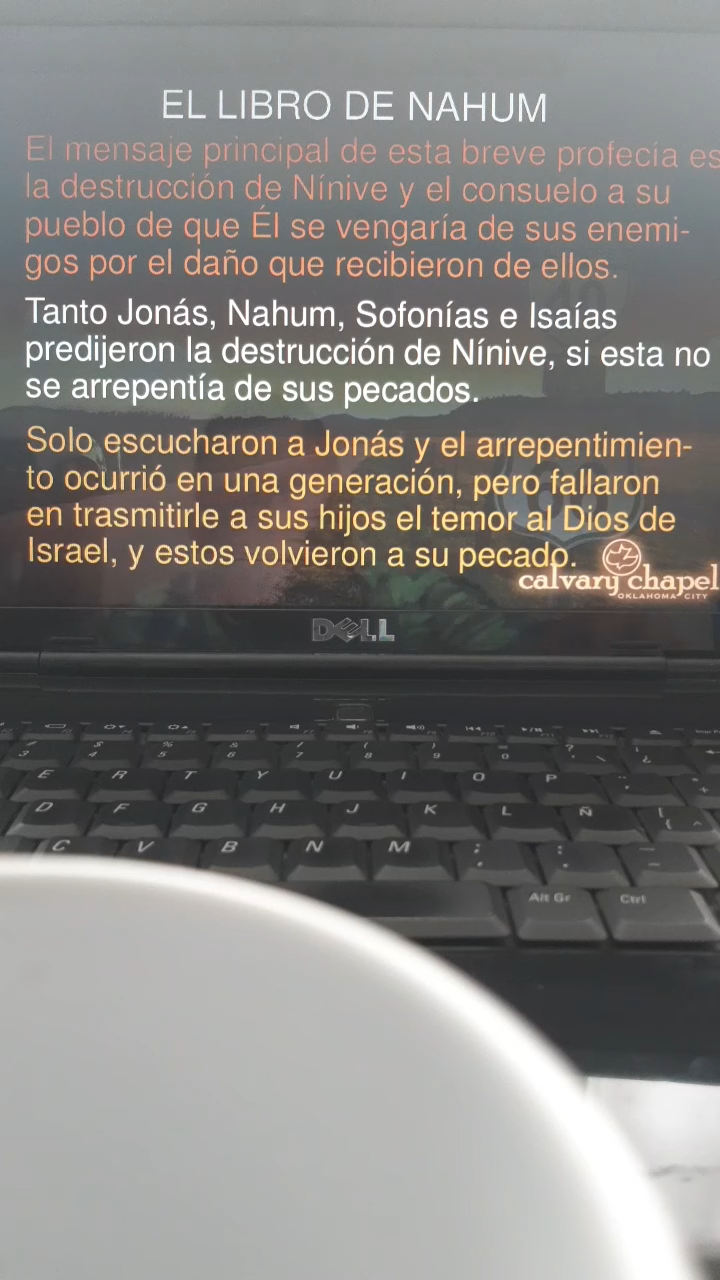 EL LIBRO DE NAHUM
El mensaje principal de esta breve profecia es
la destrucción de Nínive y el consuelo a su
pueblo de que Él se vengaría de sus enemi-
gos por el daño que recibieron de ellos.
Tanto Jonás, Nahum, Sofonías e Isaías
predijeron la destrucción de Nínive, si esta no
se arrepentía de sus pecados.
Solo escucharon a Jonás y el arrepentimien-
to ocurrió en una generación, pero fallaron
en trasmitirle a sus hijos el temor al Dios de
Israel, y estos volvieron a su pecado.
calvary chapel
OKLAHOMA CITY
DELL
E R T Y U I O P
D F G H J K L Ñ
C V B N M
Alt Gr Ctrl